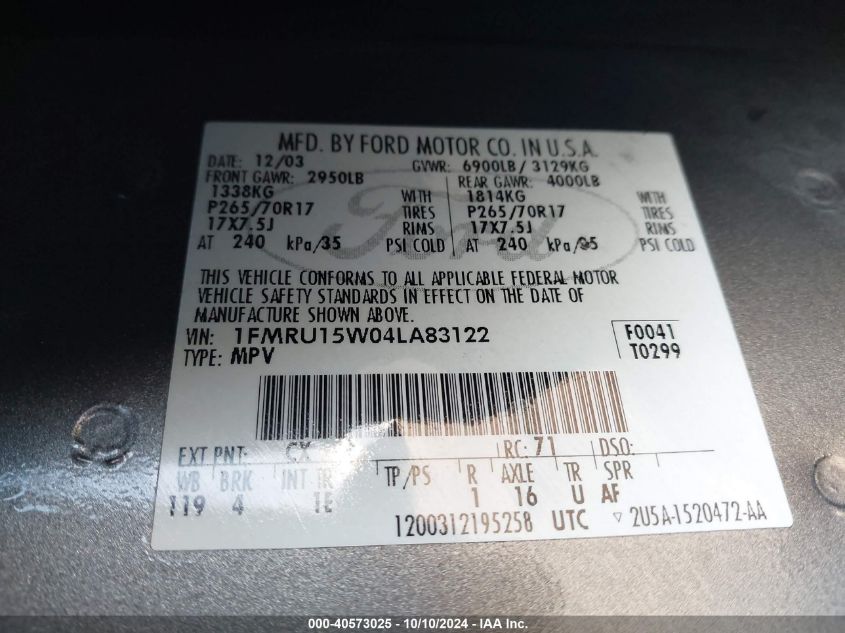 MFD. BY FORD MOTOR CO. IN U.S.A.
DATE: 12/03 GVWR: 6900LB / 3129KG
FRONT GAWR: 2950LB REAR GAWR: 4000LB
1338KG WITH 1814KG WITH
P265/70R17 TIRES P265/70R17 TIRES
17X7.5J RIMS 17X7.5J RIMS
AT 240 kPa/35 PSI COLD AT 240 kPa/35 PSI COLD
Ford
THIS VEHICLE CONFORMS TO ALL APPLICABLE FEDERAL MOTOR
VEHICLE SAFETY STANDARDS IN EFFECT ON THE DATE OF
MANUFACTURE SHOWN ABOVE.
VIN: 1FMRU15W04LA83122 F0041
TYPE: MPV T0299
EXT PNT: CX RC: 71 DSO:
WB BRK INT TR TP/PS R AXLE TR SPR
119 4 1E 1 16 U AF
1200312195258 UTC ▽ 2U5A-1520472-AA
000-40573025 - 10/10/2024 - IAA Inc.